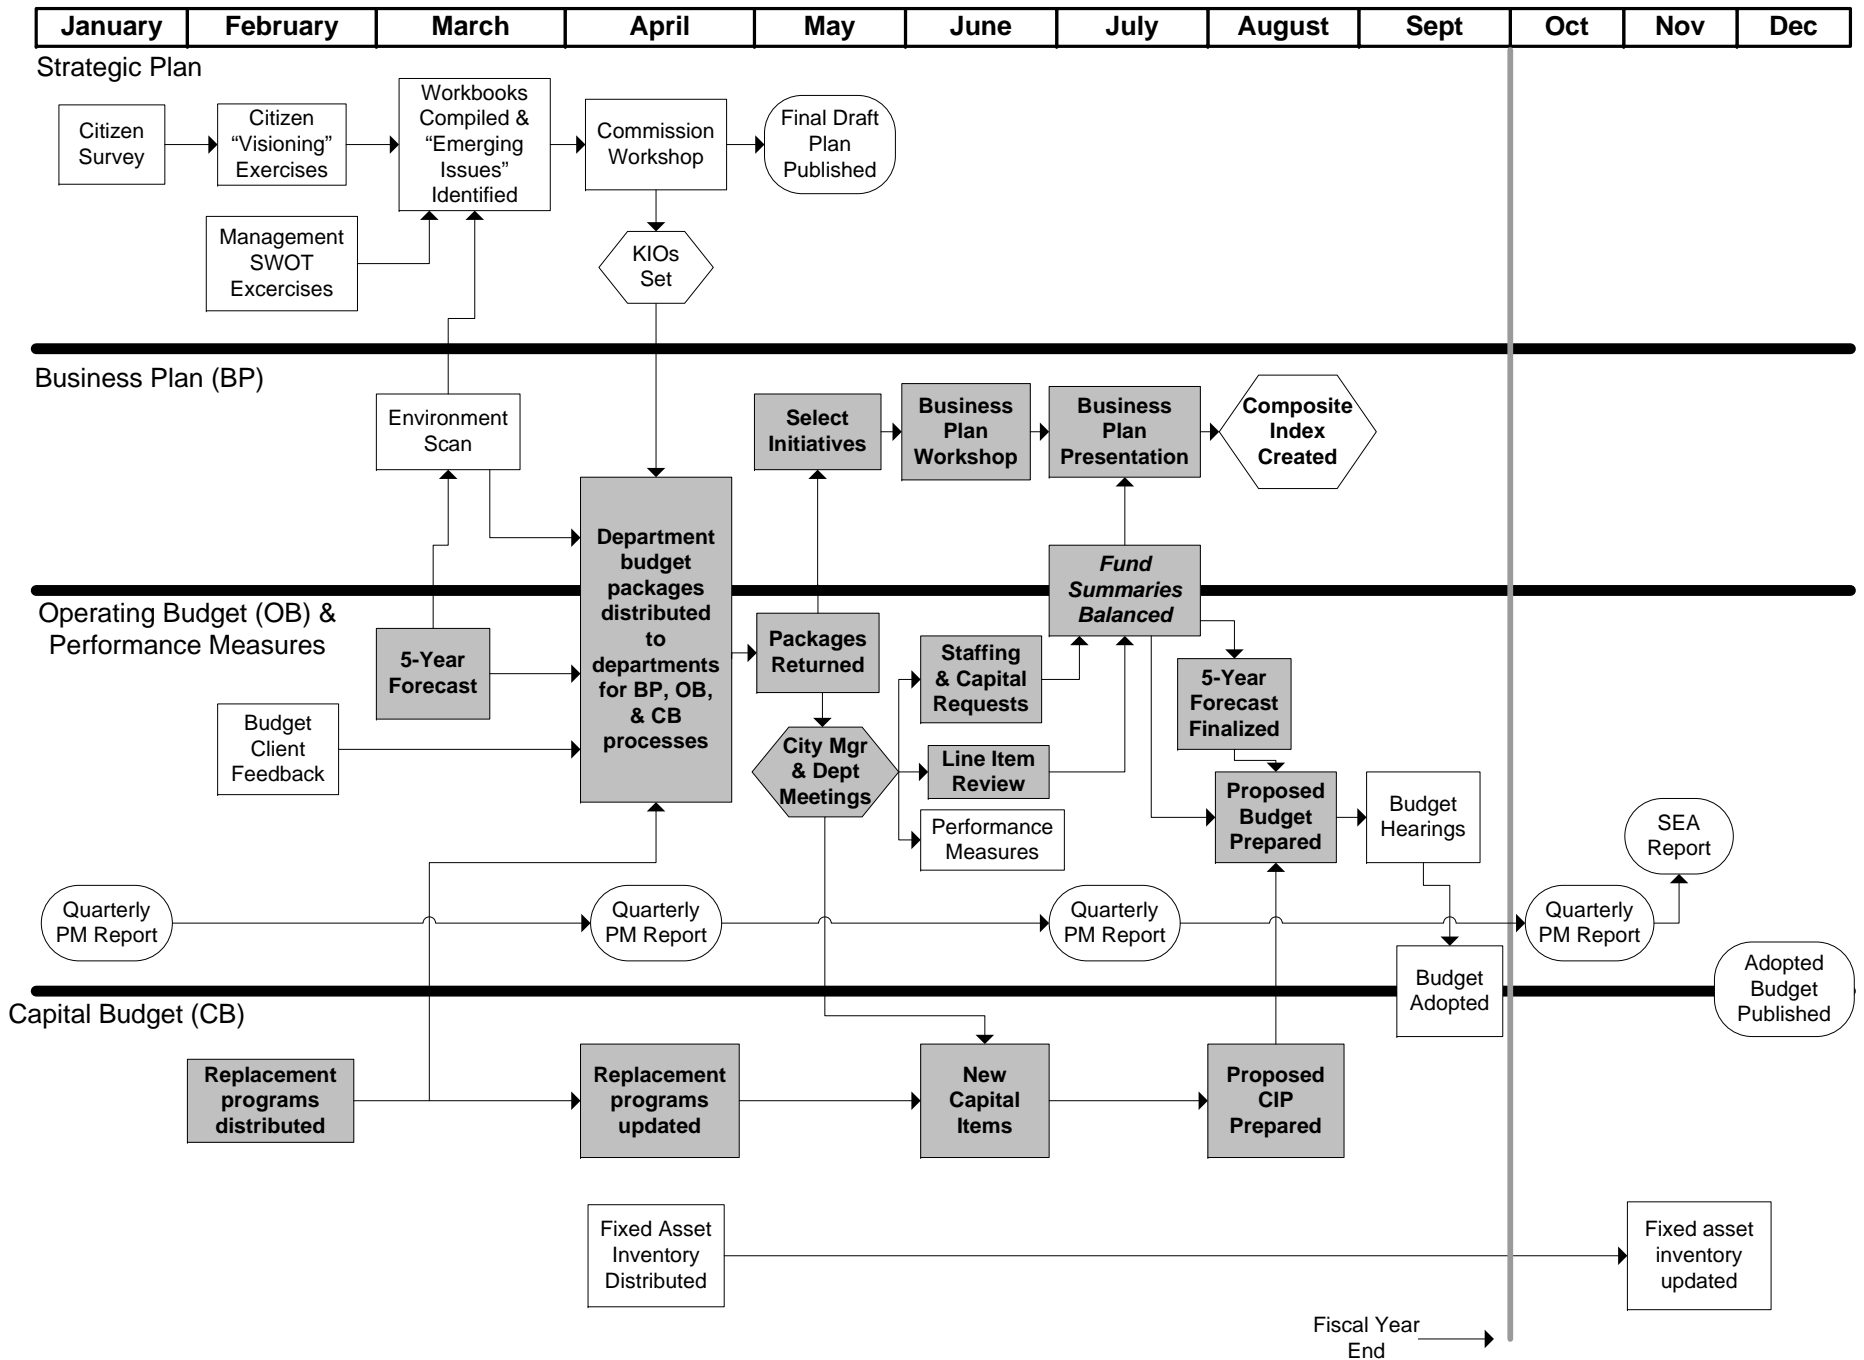 January February March April May June July August Sept Oct Nov Dec
Strategic Plan
Citizen
Survey
Citizen
“Visioning”
Exercises
Workbooks
Compiled &
“Emerging
Issues”
Identified
Commission
Workshop
Final Draft
Plan
Published
Management
SWOT
Excercises
KIOs
Set
Business Plan (BP)
Environment
Scan
Select
Initiatives
Business
Plan
Workshop
Business
Plan
Presentation
Composite
Index
Created
Department
budget
packages
distributed
to
departments
for BP, OB,
& CB
processes
Fund
Summaries
Balanced
Operating Budget (OB) &
Performance Measures
5-Year
Forecast
Packages
Returned
Staffing
& Capital
Requests
5-Year
Forecast
Finalized
Budget
Client
Feedback
City Mgr
& Dept
Meetings
Line Item
Review
Performance
Measures
Proposed
Budget
Prepared
Budget
Hearings
SEA
Report
Quarterly
PM Report
Quarterly
PM Report
Quarterly
PM Report
Quarterly
PM Report
Budget
Adopted
Adopted
Budget
Published
Capital Budget (CB)
Replacement
programs
distributed
Replacement
programs
updated
New
Capital
Items
Proposed
CIP
Prepared
Fixed Asset
Inventory
Distributed
Fixed asset
inventory
updated
Fiscal Year
End